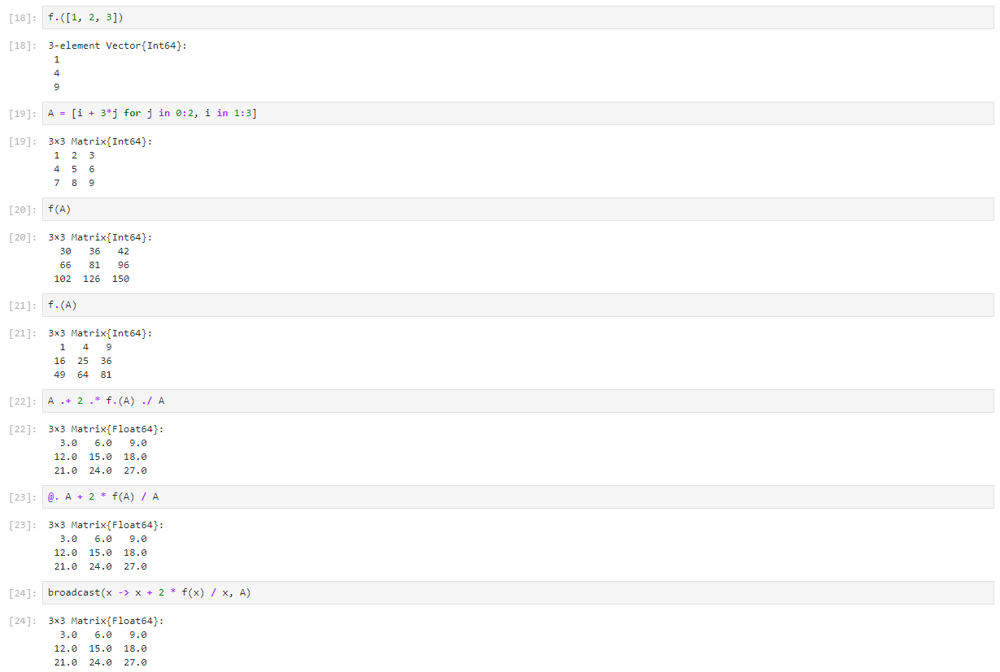 [18]: f.([1, 2, 3])
[18]: 3-element Vector{Int64}:
1
4
9
[19]: A = [i + 3*j for j in 0:2, i in 1:3]
[19]: 3×3 Matrix{Int64}:
1 2 3
4 5 6
7 8 9
[20]: f(A)
[20]: 3×3 Matrix{Int64}:
30 36 42
66 81 96
102 126 150
[21]: f.(A)
[21]: 3×3 Matrix{Int64}:
1 4 9
16 25 36
49 64 81
[22]: A .+ 2 .* f.(A) ./ A
[22]: 3×3 Matrix{Float64}:
3.0 6.0 9.0
12.0 15.0 18.0
21.0 24.0 27.0
[23]: @. A + 2 * f(A) / A
[23]: 3×3 Matrix{Float64}:
3.0 6.0 9.0
12.0 15.0 18.0
21.0 24.0 27.0
[24]: broadcast(x -> x + 2 * f(x) / x, A)
[24]: 3×3 Matrix{Float64}:
3.0 6.0 9.0
12.0 15.0 18.0
21.0 24.0 27.0